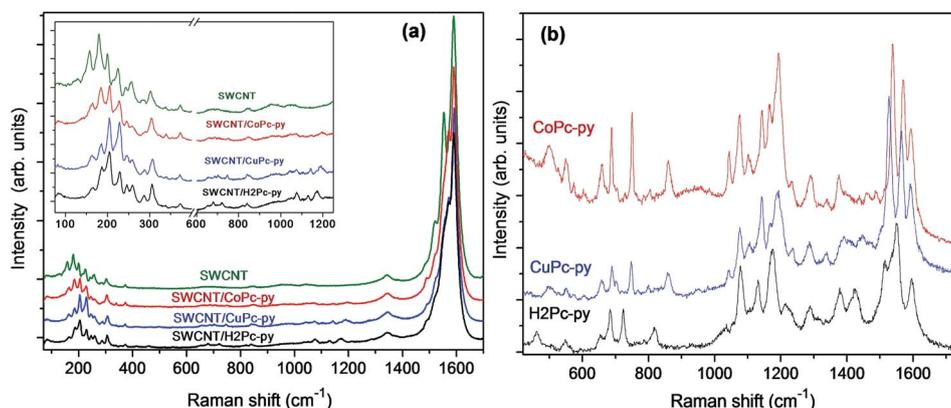 (a)
Intensity (arb. units)
SWCNT
SWCNT/CoPc-py
SWCNT/CuPc-py
SWCNT/H2Pc-py
100 200 300 600 800 1000 1200
SWCNT
SWCNT/CoPc-py
SWCNT/CuPc-py
SWCNT/H2Pc-py
200 400 600 800 1000 1200 1400 1600
Raman shift (cm⁻¹)
(b)
Intensity (arb. units)
CoPc-py
CuPc-py
H2Pc-py
600 800 1000 1200 1400 1600
Raman shift (cm⁻¹)